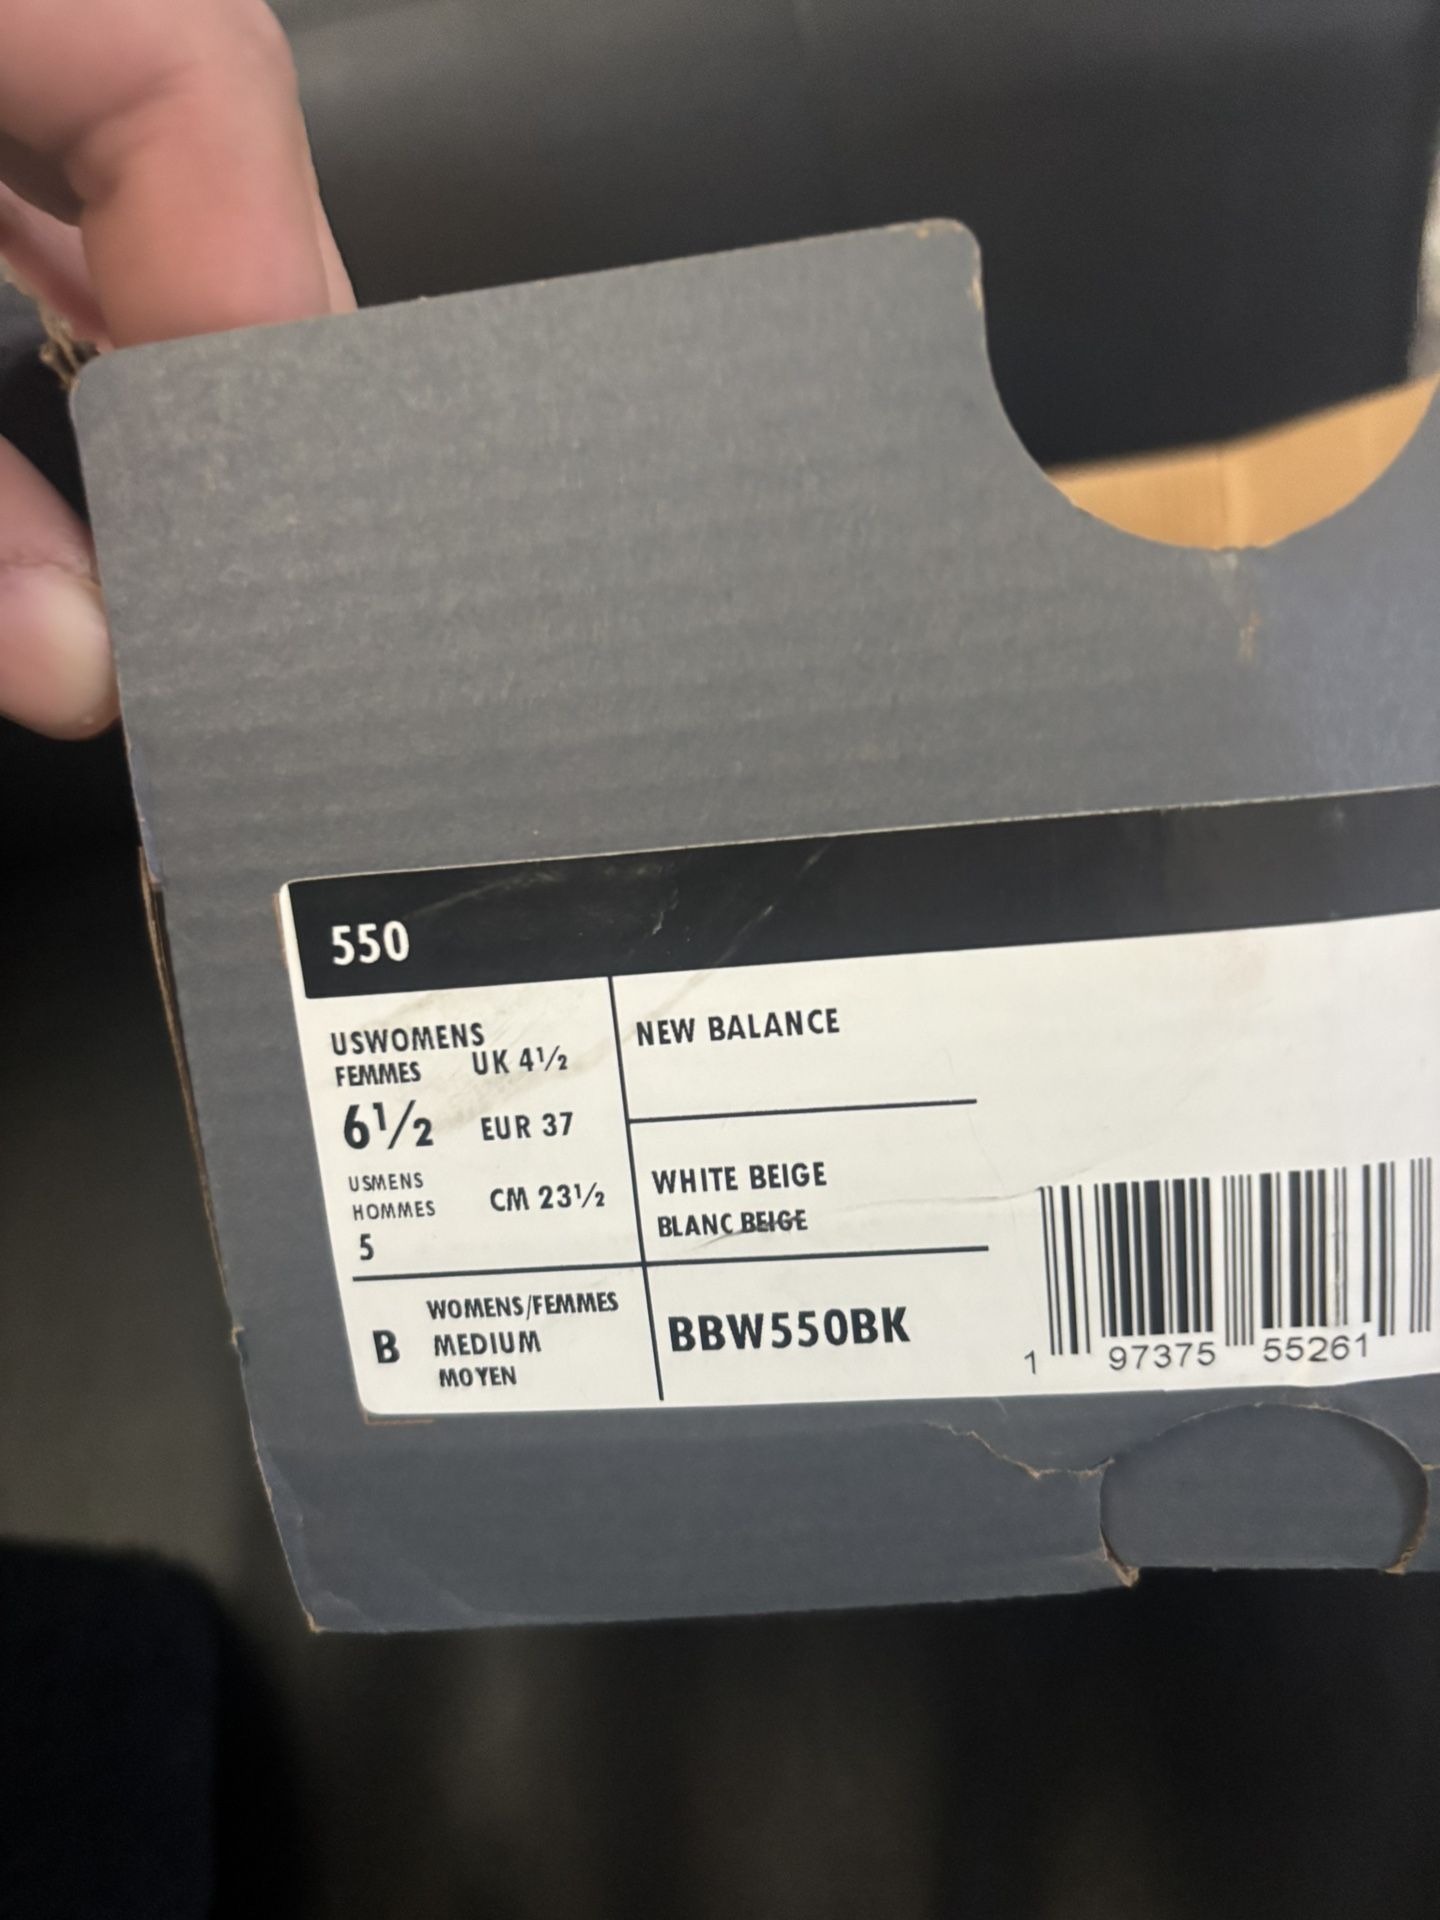 550
USWOMENS
FEMMES
UK 4½
6½
EUR 37
USMENS
HOMMES
CM 23½
5
NEW BALANCE
WHITE BEIGE
BLANC BEIGE
B
WOMENS/FEMMES
MEDIUM
MOYEN
BBW550BK
1 97375 55261